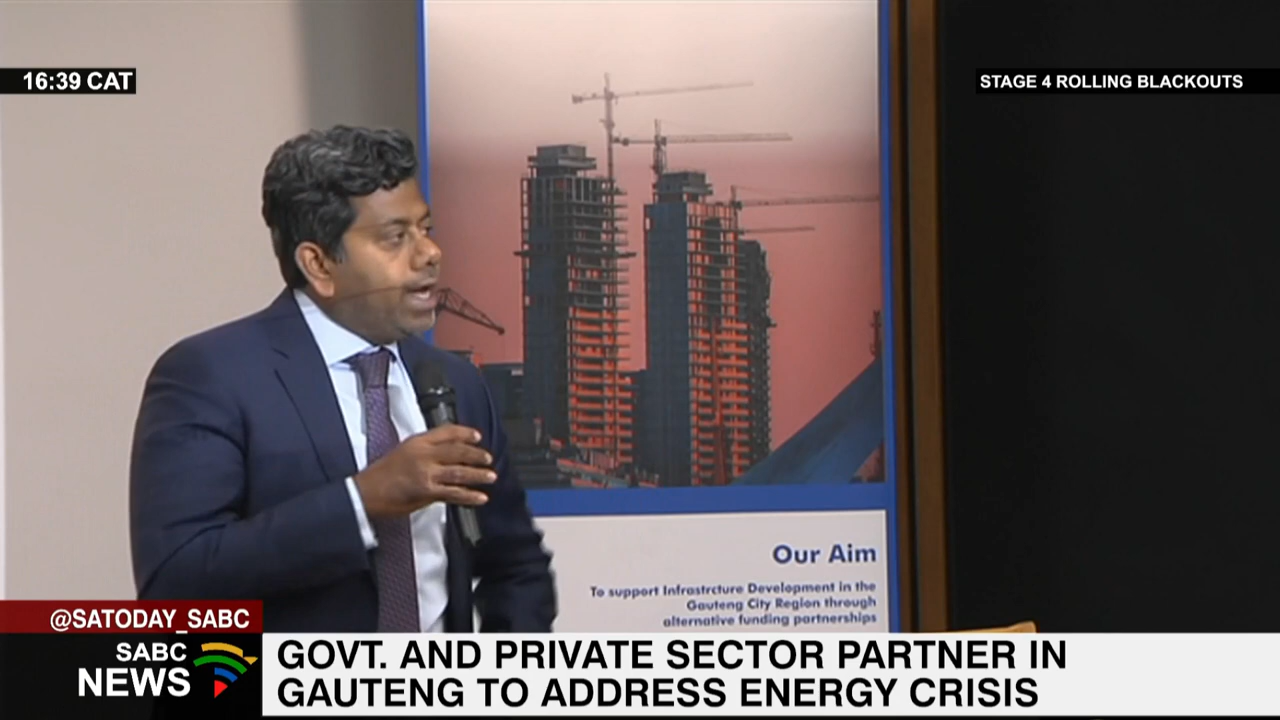 16:39 CAT
STAGE 4 ROLLING BLACKOUTS
Our Aim
To support Infrastrcture Development in the
Gauteng City Region through
alternative funding partnerships
@SATODAY_SABC
SABC
NEWS
GOVT. AND PRIVATE SECTOR PARTNER IN
GAUTENG TO ADDRESS ENERGY CRISIS